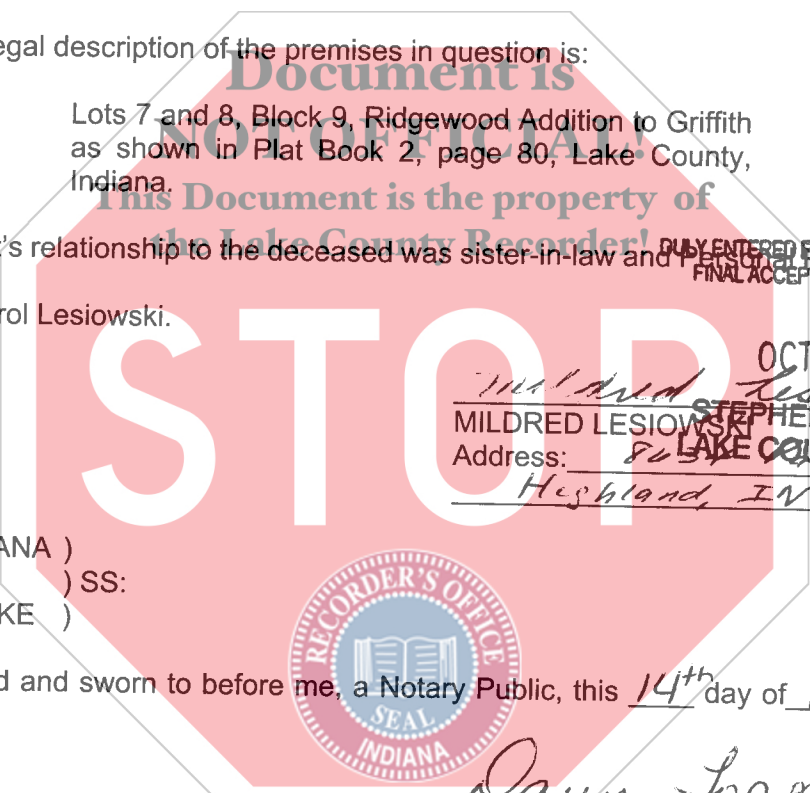 egal description of the premises in question is:
Document is
Lots 7 and 8, Block 9, Ridgewood Addition to Griffith
NOT OFFICIAL!
as shown in Plat Book 2, page 80, Lake County,
Indiana.
This Document is the property of
the Lake County Recorder!
t's relationship to the deceased was sister-in-law and Personal
DULY ENTERED
FINAL ACCEP
rol Lesiowski.
STOP
OCT
Mildred
MILDRED LESIOWSKI
STEPHE
Address:
LAKE COU
Highland, IN
ANA )
) SS:
KE )
RECORDER'S OFFICE
SEAL
INDIANA
d and sworn to before me, a Notary Public, this 14th day of